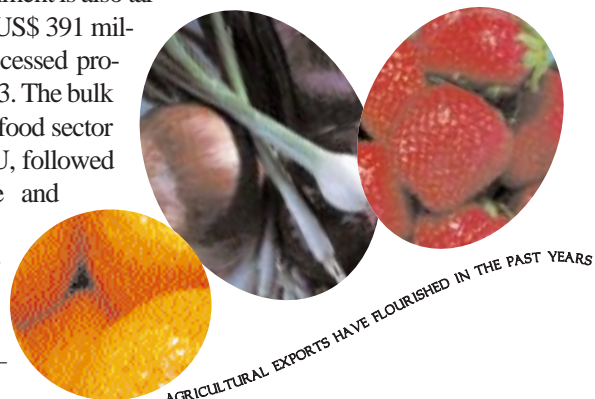 US$ 391 mil-
cessed pro-
3. The bulk
food sector
U, followed
e and
AGRICULTURAL EXPORTS HAVE FLOURISHED IN THE PAST YEARS